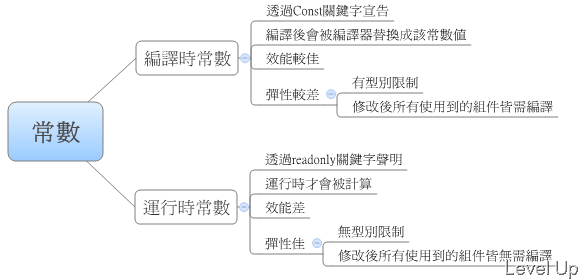 常數
編譯時常數
透過Const關鍵字宣告
編譯後會被編譯器替換成該常數值
效能較佳
彈性較差
有型別限制
修改後所有使用到的組件皆需編譯
運行時常數
透過readonly關鍵字聲明
運行時才會被計算
效能差
彈性佳
無型別限制
修改後所有使用到的組件皆無需編譯
Level Up